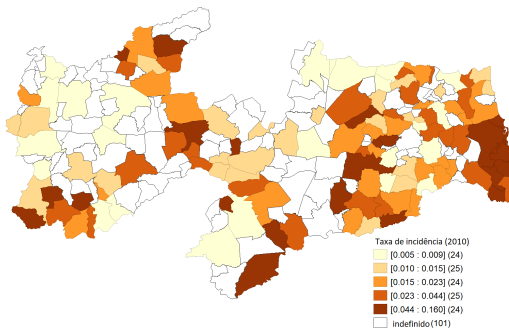 Taxa de incidência (2010)
[0.005 : 0.009] (24)
[0.010 : 0.015] (25)
[0.015 : 0.023] (24)
[0.023 : 0.044] (25)
[0.044 : 0.160] (24)
indefinido (101)